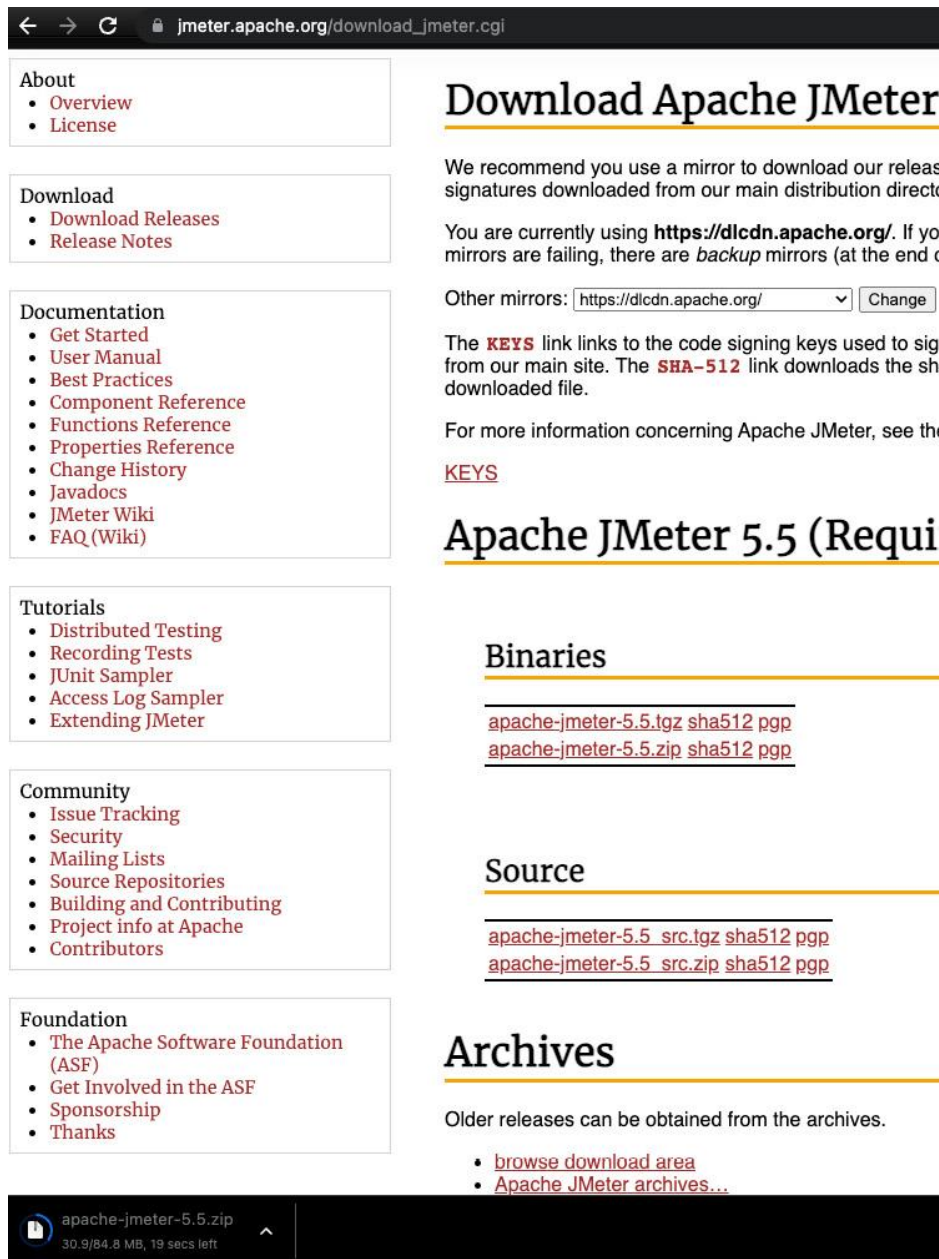 jmeter.apache.org/download_jmeter.cgi
About
Overview
License
Download
Download Releases
Release Notes
Documentation
Get Started
User Manual
Best Practices
Component Reference
Functions Reference
Properties Reference
Change History
Javadocs
JMeter Wiki
FAQ (Wiki)
Tutorials
Distributed Testing
Recording Tests
JUnit Sampler
Access Log Sampler
Extending JMeter
Community
Issue Tracking
Security
Mailing Lists
Source Repositories
Building and Contributing
Project info at Apache
Contributors
Foundation
The Apache Software Foundation
(ASF)
Get Involved in the ASF
Sponsorship
Thanks
Download Apache JMeter
We recommend you use a mirror to download our releas
signatures downloaded from our main distribution directo
You are currently using https://dlcdn.apache.org/. If yo
mirrors are failing, there are backup mirrors (at the end o
Other mirrors: https://dlcdn.apache.org/ Change
The KEYS link links to the code signing keys used to sig
from our main site. The SHA-512 link downloads the sh
downloaded file.
For more information concerning Apache JMeter, see the
KEYS
Apache JMeter 5.5 (Requi
Binaries
apache-jmeter-5.5.tgz sha512 pgp
apache-jmeter-5.5.zip sha512 pgp
Source
apache-jmeter-5.5_src.tgz sha512 pgp
apache-jmeter-5.5_src.zip sha512 pgp
Archives
Older releases can be obtained from the archives.
browse download area
Apache JMeter archives…
apache-jmeter-5.5.zip
30.9/84.8 MB, 19 secs left